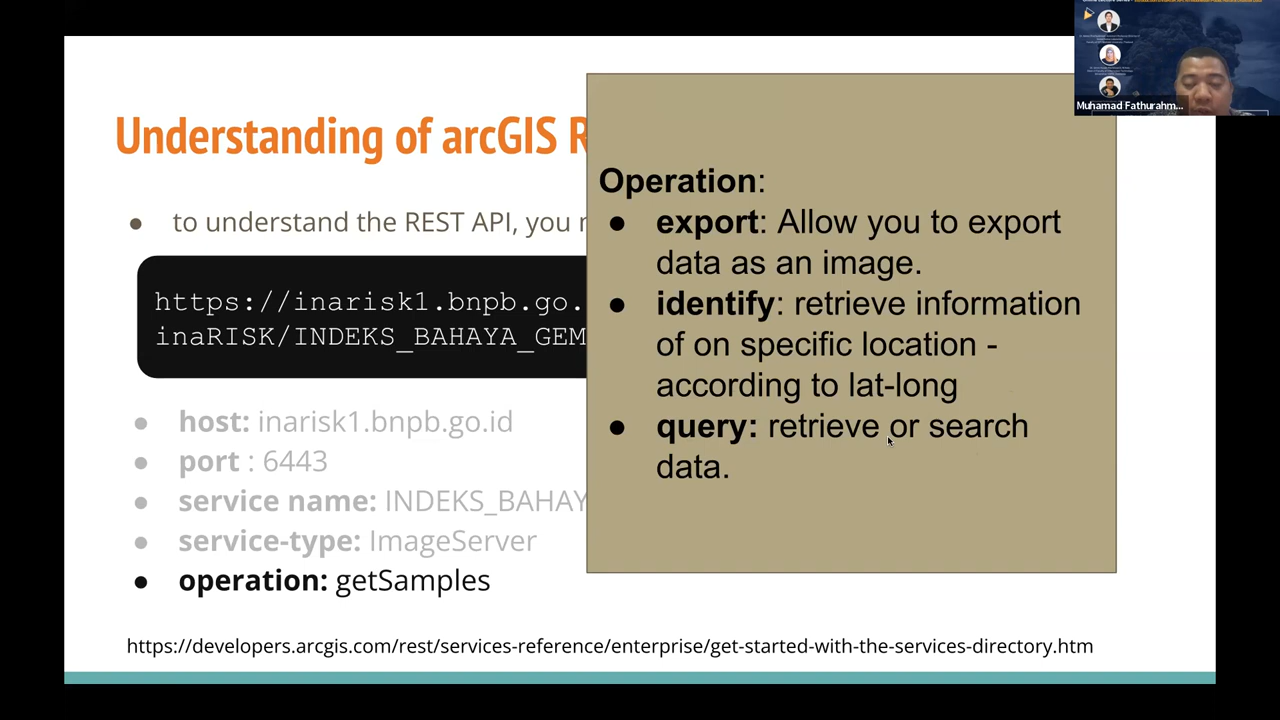 Understanding of arcGIS R
to understand the REST API, you
https://inarisk1.bnpb.go.
inaRISK/INDEKS_BAHAYA_GEM
host: inarisk1.bnpb.go.id
port : 6443
service name: INDEKS_BAHAY
service-type: ImageServer
operation: getSamples
https://developers.arcgis.com/rest/services-reference/enterprise/get-started-with-the-services-directory.htm
Operation:
export: Allow you to export
data as an image.
identify: retrieve information
of on specific location -
according to lat-long
query: retrieve or search
data.
Muhamad Fathurahm...